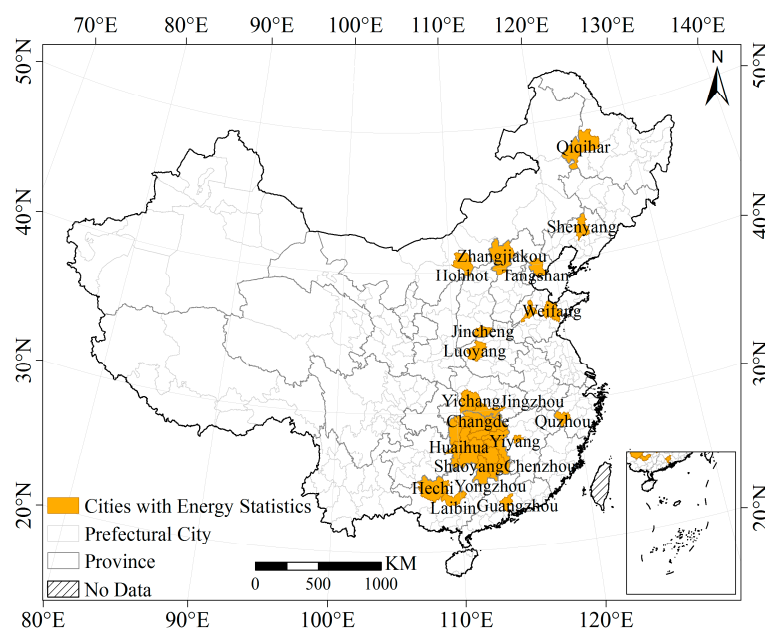 70°E 80°E 90°E 100°E 110°E 120°E 130°E 140°E
50°N
50°N
N
Qiqihar
40°N
40°N
Shenyang
Zhangjiakou
Hohhot Tangshan
Weifang
Jincheng
Luoyang
30°N
30°N
Yichang Jingzhou
Changde Quzhou
Huaihua Yiyang
Shaoyang Chenzhou
Hechi Yongzhou
Laibin Guangzhou
20°N
20°N
Cities with Energy Statistics
Prefectural City
Province
No Data
KM
0 500 1000
80°E 90°E 100°E 110°E 120°E